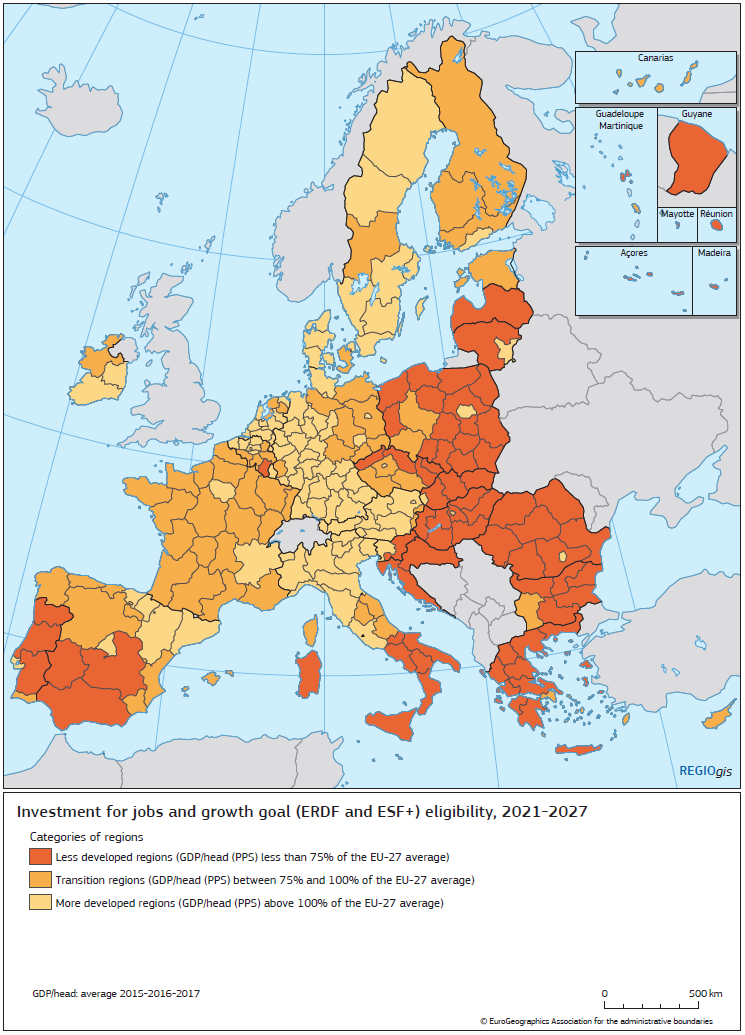 Canarias
Guadeloupe
Martinique
Guyane
Mayotte
Réunion
Açores
Madeira
REGIOgis
Investment for jobs and growth goal (ERDF and ESF+) eligibility, 2021-2027
Categories of regions
Less developed regions (GDP/head (PPS) less than 75% of the EU-27 average)
Transition regions (GDP/head (PPS) between 75% and 100% of the EU-27 average)
More developed regions (GDP/head (PPS) above 100% of the EU-27 average)
GDP/head: average 2015-2016-2017
0 500 km
© EuroGeographics Association for the administrative boundaries